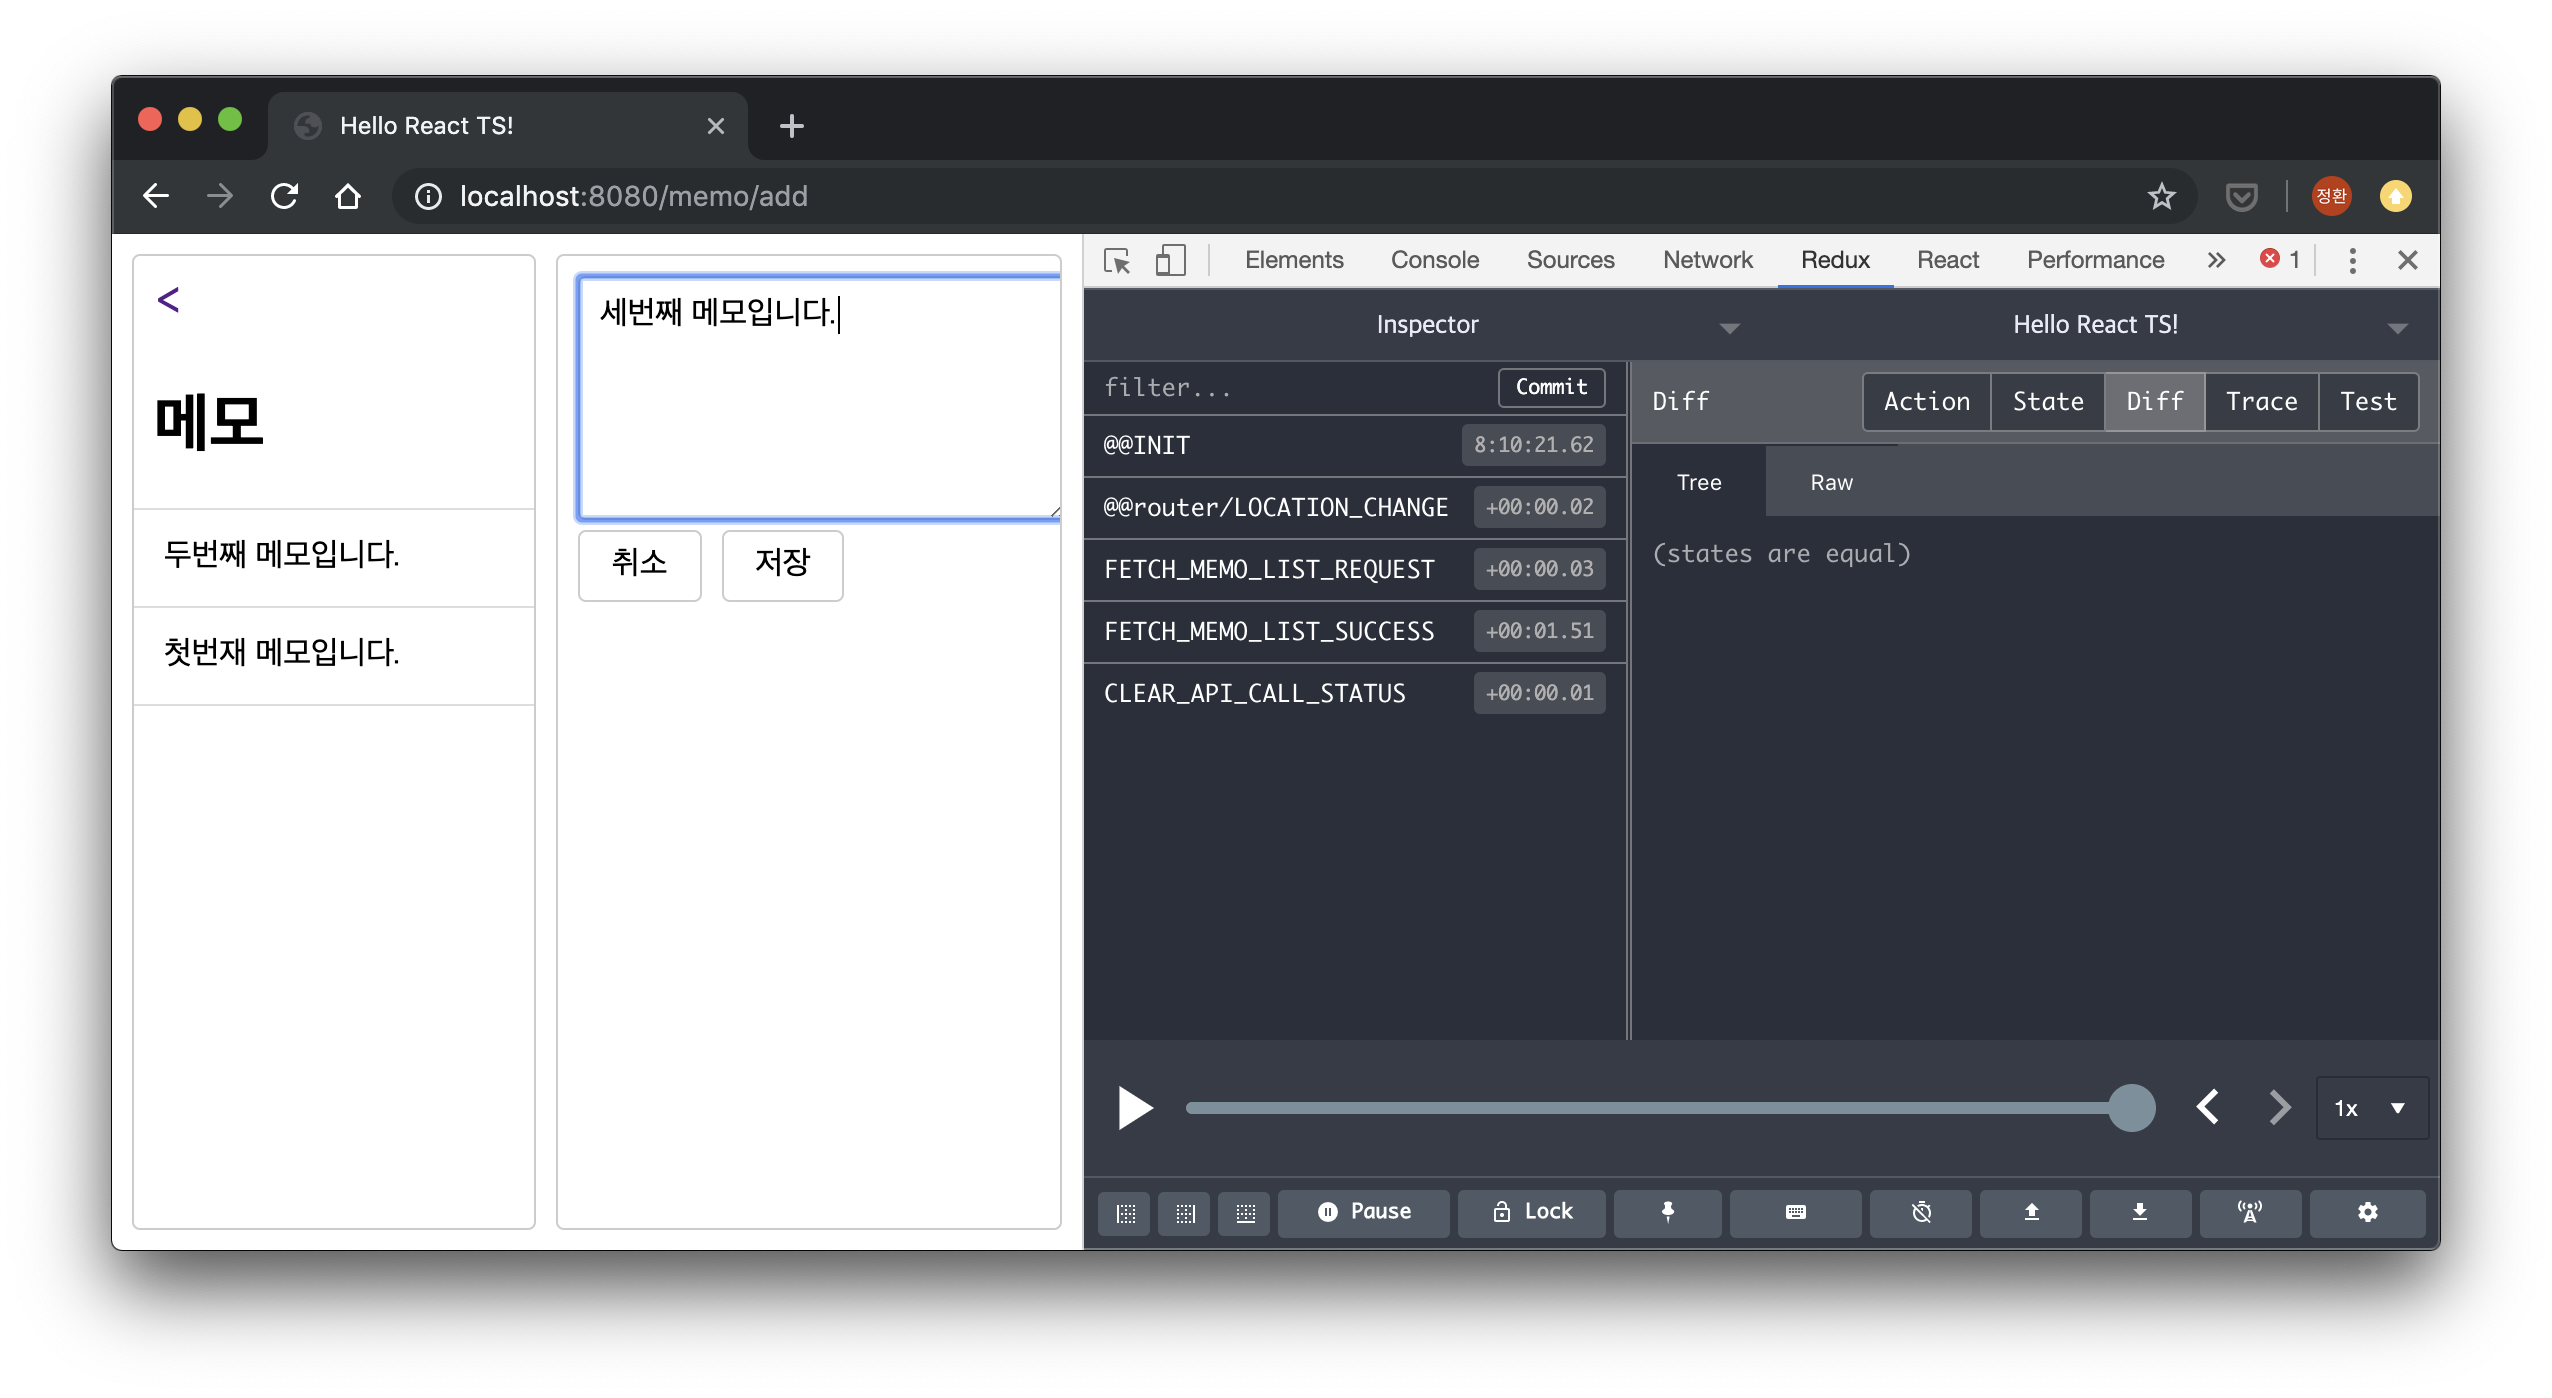 Hello React TS!
localhost:8080/memo/add
정환
<
메모
두번째 메모입니다.
첫번재 메모입니다.
세번째 메모입니다.
취소 저장
Elements Console Sources Network Redux React Performance 1
Inspector Hello React TS!
filter... Commit
@@INIT 8:10:21.62
@@router/LOCATION_CHANGE +00:00.02
FETCH_MEMO_LIST_REQUEST +00:00.03
FETCH_MEMO_LIST_SUCCESS +00:01.51
CLEAR_API_CALL_STATUS +00:00.01
Diff Action State Diff Trace Test
Tree Raw
(states are equal)
1x
Pause Lock